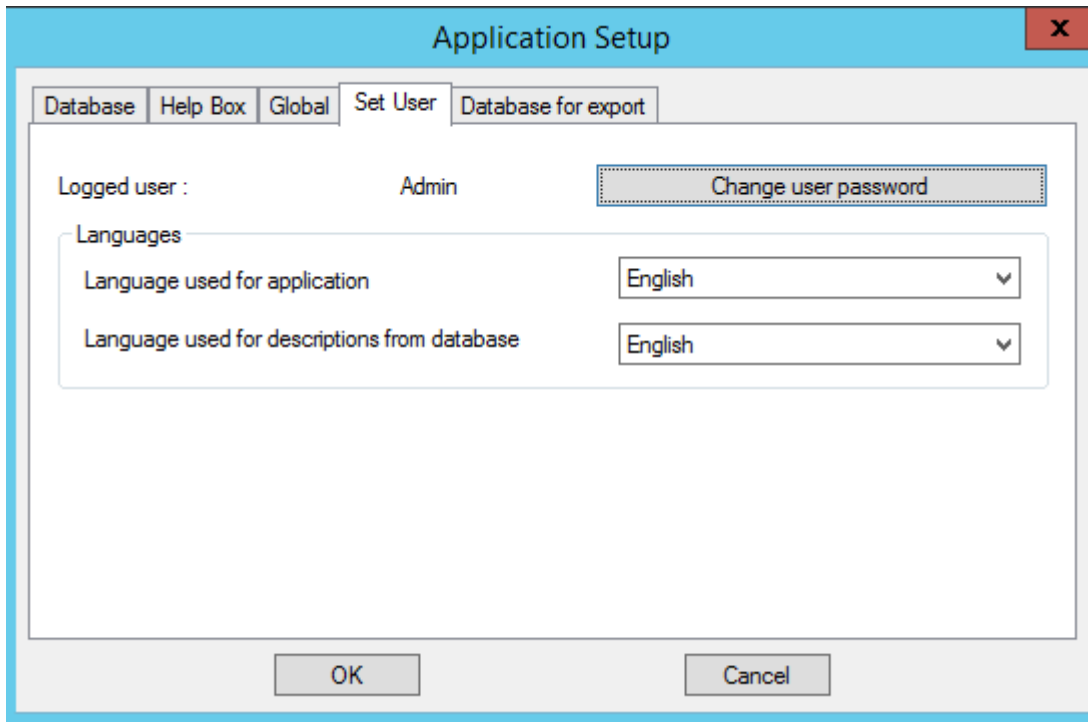 Application Setup
x
Database Help Box Global Set User Database for export
Logged user : Admin Change user password
Languages
Language used for application English
Language used for descriptions from database English
OK Cancel